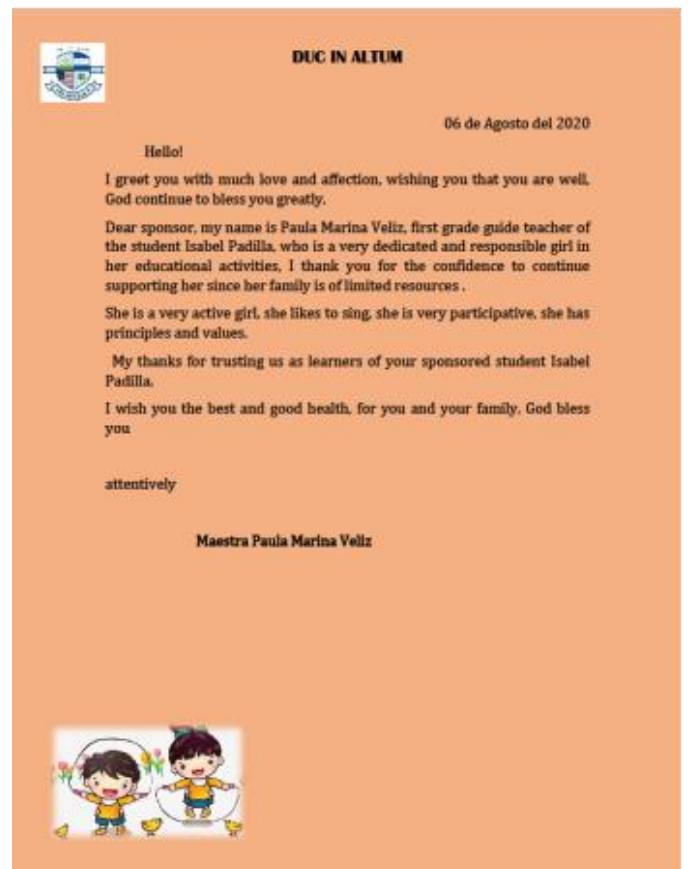 DUC IN ALTUM
06 de Agosto del 2020
Hello!
I greet you with much love and affection, wishing you that you are well,
God continue to bless you greatly.
Dear sponsor, my name is Paula Marina Veliz, first grade guide teacher of
the student Isabel Padilla, who is a very dedicated and responsible girl in
her educational activities, I thank you for the confidence to continue
supporting her since her family is of limited resources .
She is a very active girl, she likes to sing, she is very participative, she has
principles and values.
My thanks for trusting us as learners of your sponsored student Isabel
Padilla,
I wish you the best and good health, for you and your family, God bless
you
attentively
Maestra Paula Marina Veliz